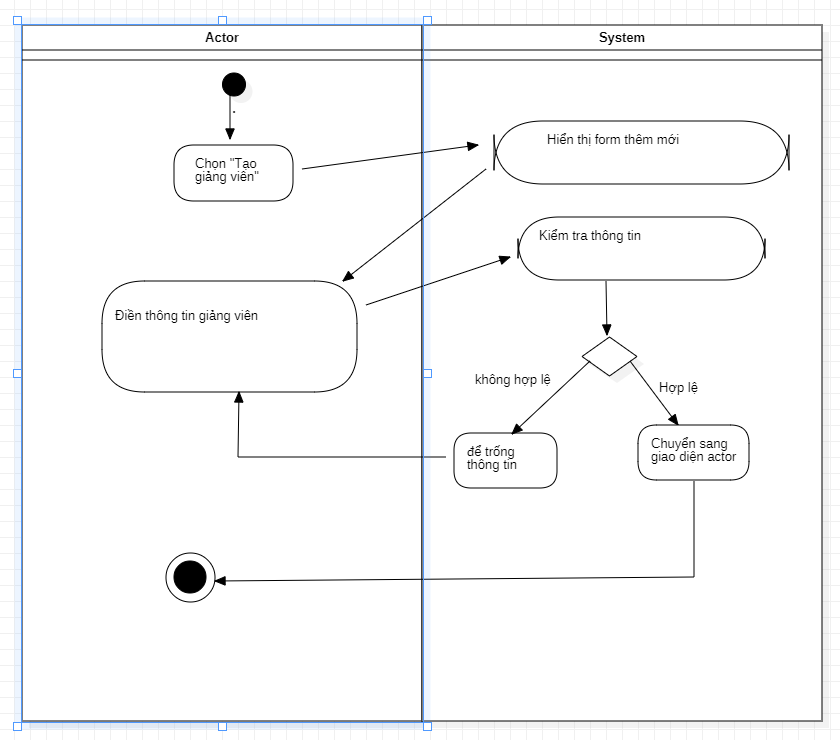 Actor
System
Chọn "Tạo
giảng viên"
Hiển thị form thêm mới
Kiểm tra thông tin
Điền thông tin giảng viên
không hợp lệ
Hợp lệ
để trống
thông tin
Chuyển sang
giao diện actor